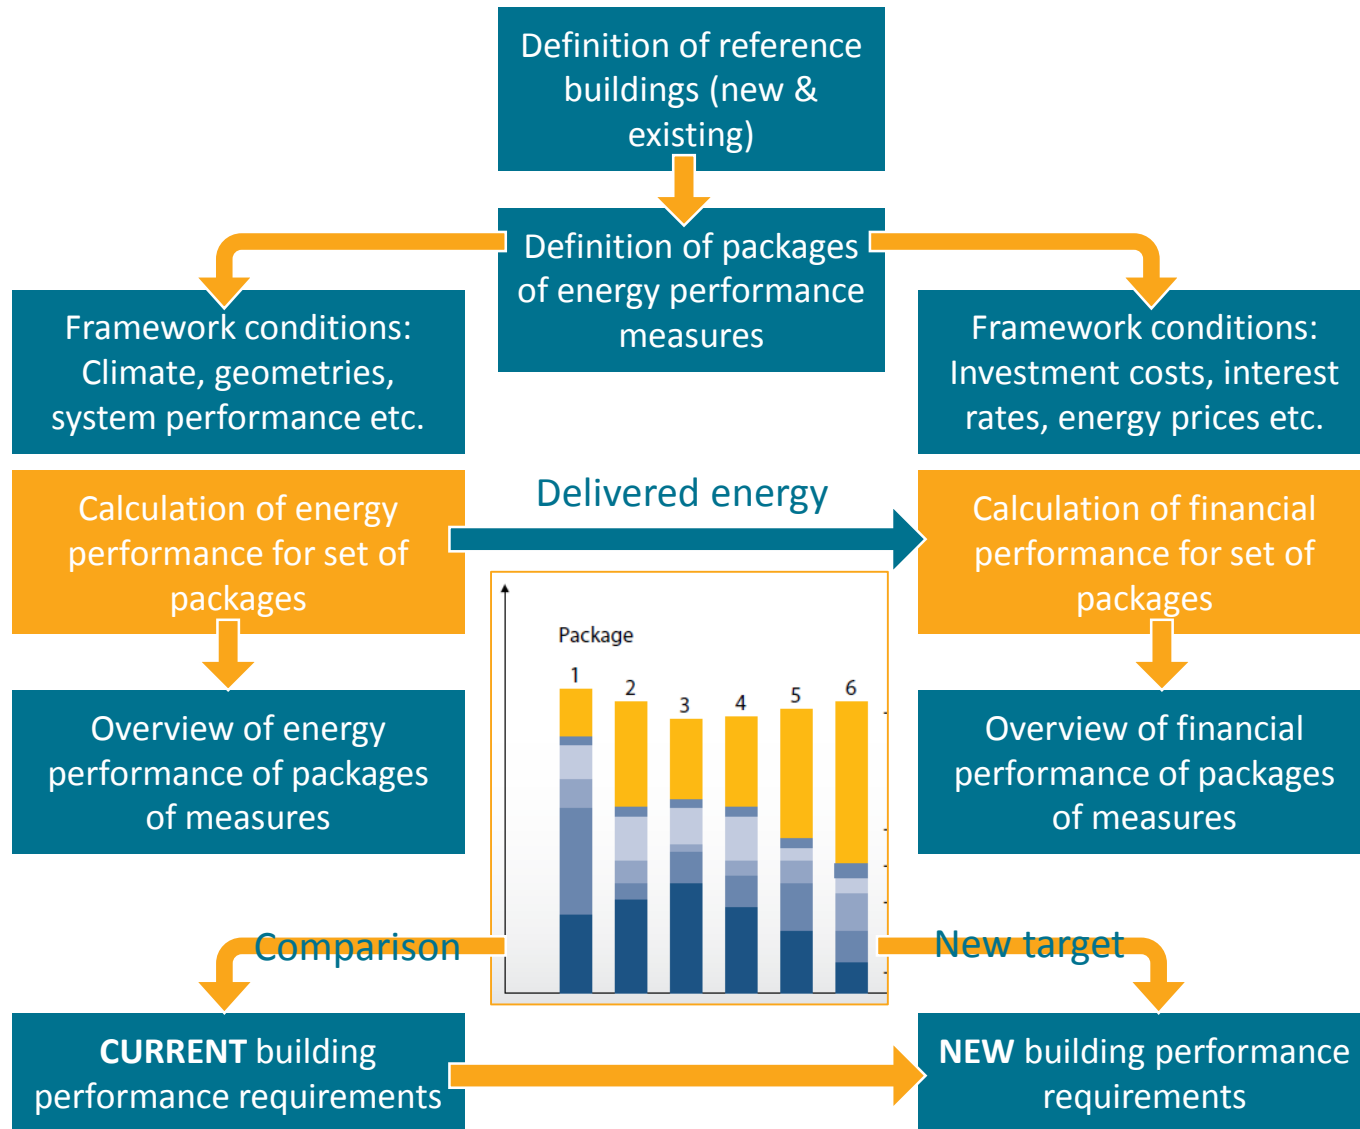 Definition of reference
buildings (new &
existing)
Definition of packages
of energy performance
measures
Framework conditions:
Climate, geometries,
system performance etc.
Framework conditions:
Investment costs, interest
rates, energy prices etc.
Calculation of energy
performance for set of
packages
Delivered energy
Calculation of financial
performance for set of
packages
Package
1
2
3
4
5
6
Overview of energy
performance of packages
of measures
Overview of financial
performance of packages
of measures
Comparison
New target
CURRENT building
performance requirements
NEW building performance
requirements